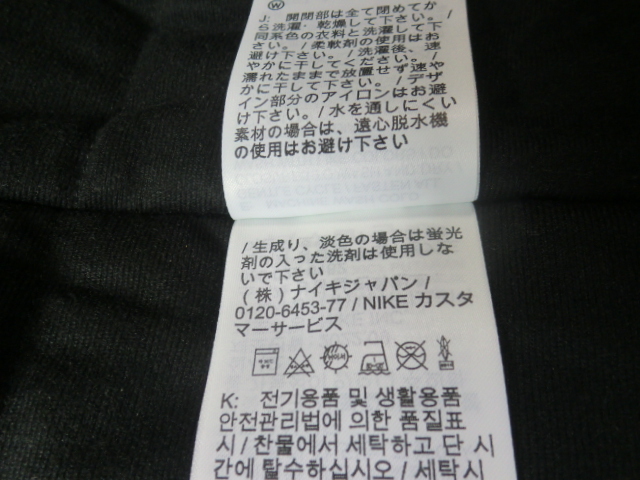 W
J: 開閉部は全て閉めてか
ら洗濯・乾燥して下さい。/
同系色の衣料と洗濯して下
さい。/柔軟剤の使用はお
避け下さい。/洗濯後、速
やかに干してください。/
濡れたままで放置せず速や
かに干して下さい。/デザ
イン部分のアイロンはお避
け下さい。/水を通しにくい
素材の場合は、遠心脱水機
の使用はお避け下さい
/生成り、淡色の場合は蛍光
剤の入った洗剤は使用しな
いで下さい
(株)ナイキジャパン/
0120-6453-77/NIKE カスタ
マーサービス
K: 전기용품 및 생활용품
안전관리법에 의한 품질표
시/찬물에서 세탁하고 단 시
간에 탈수하십시오/세탁시